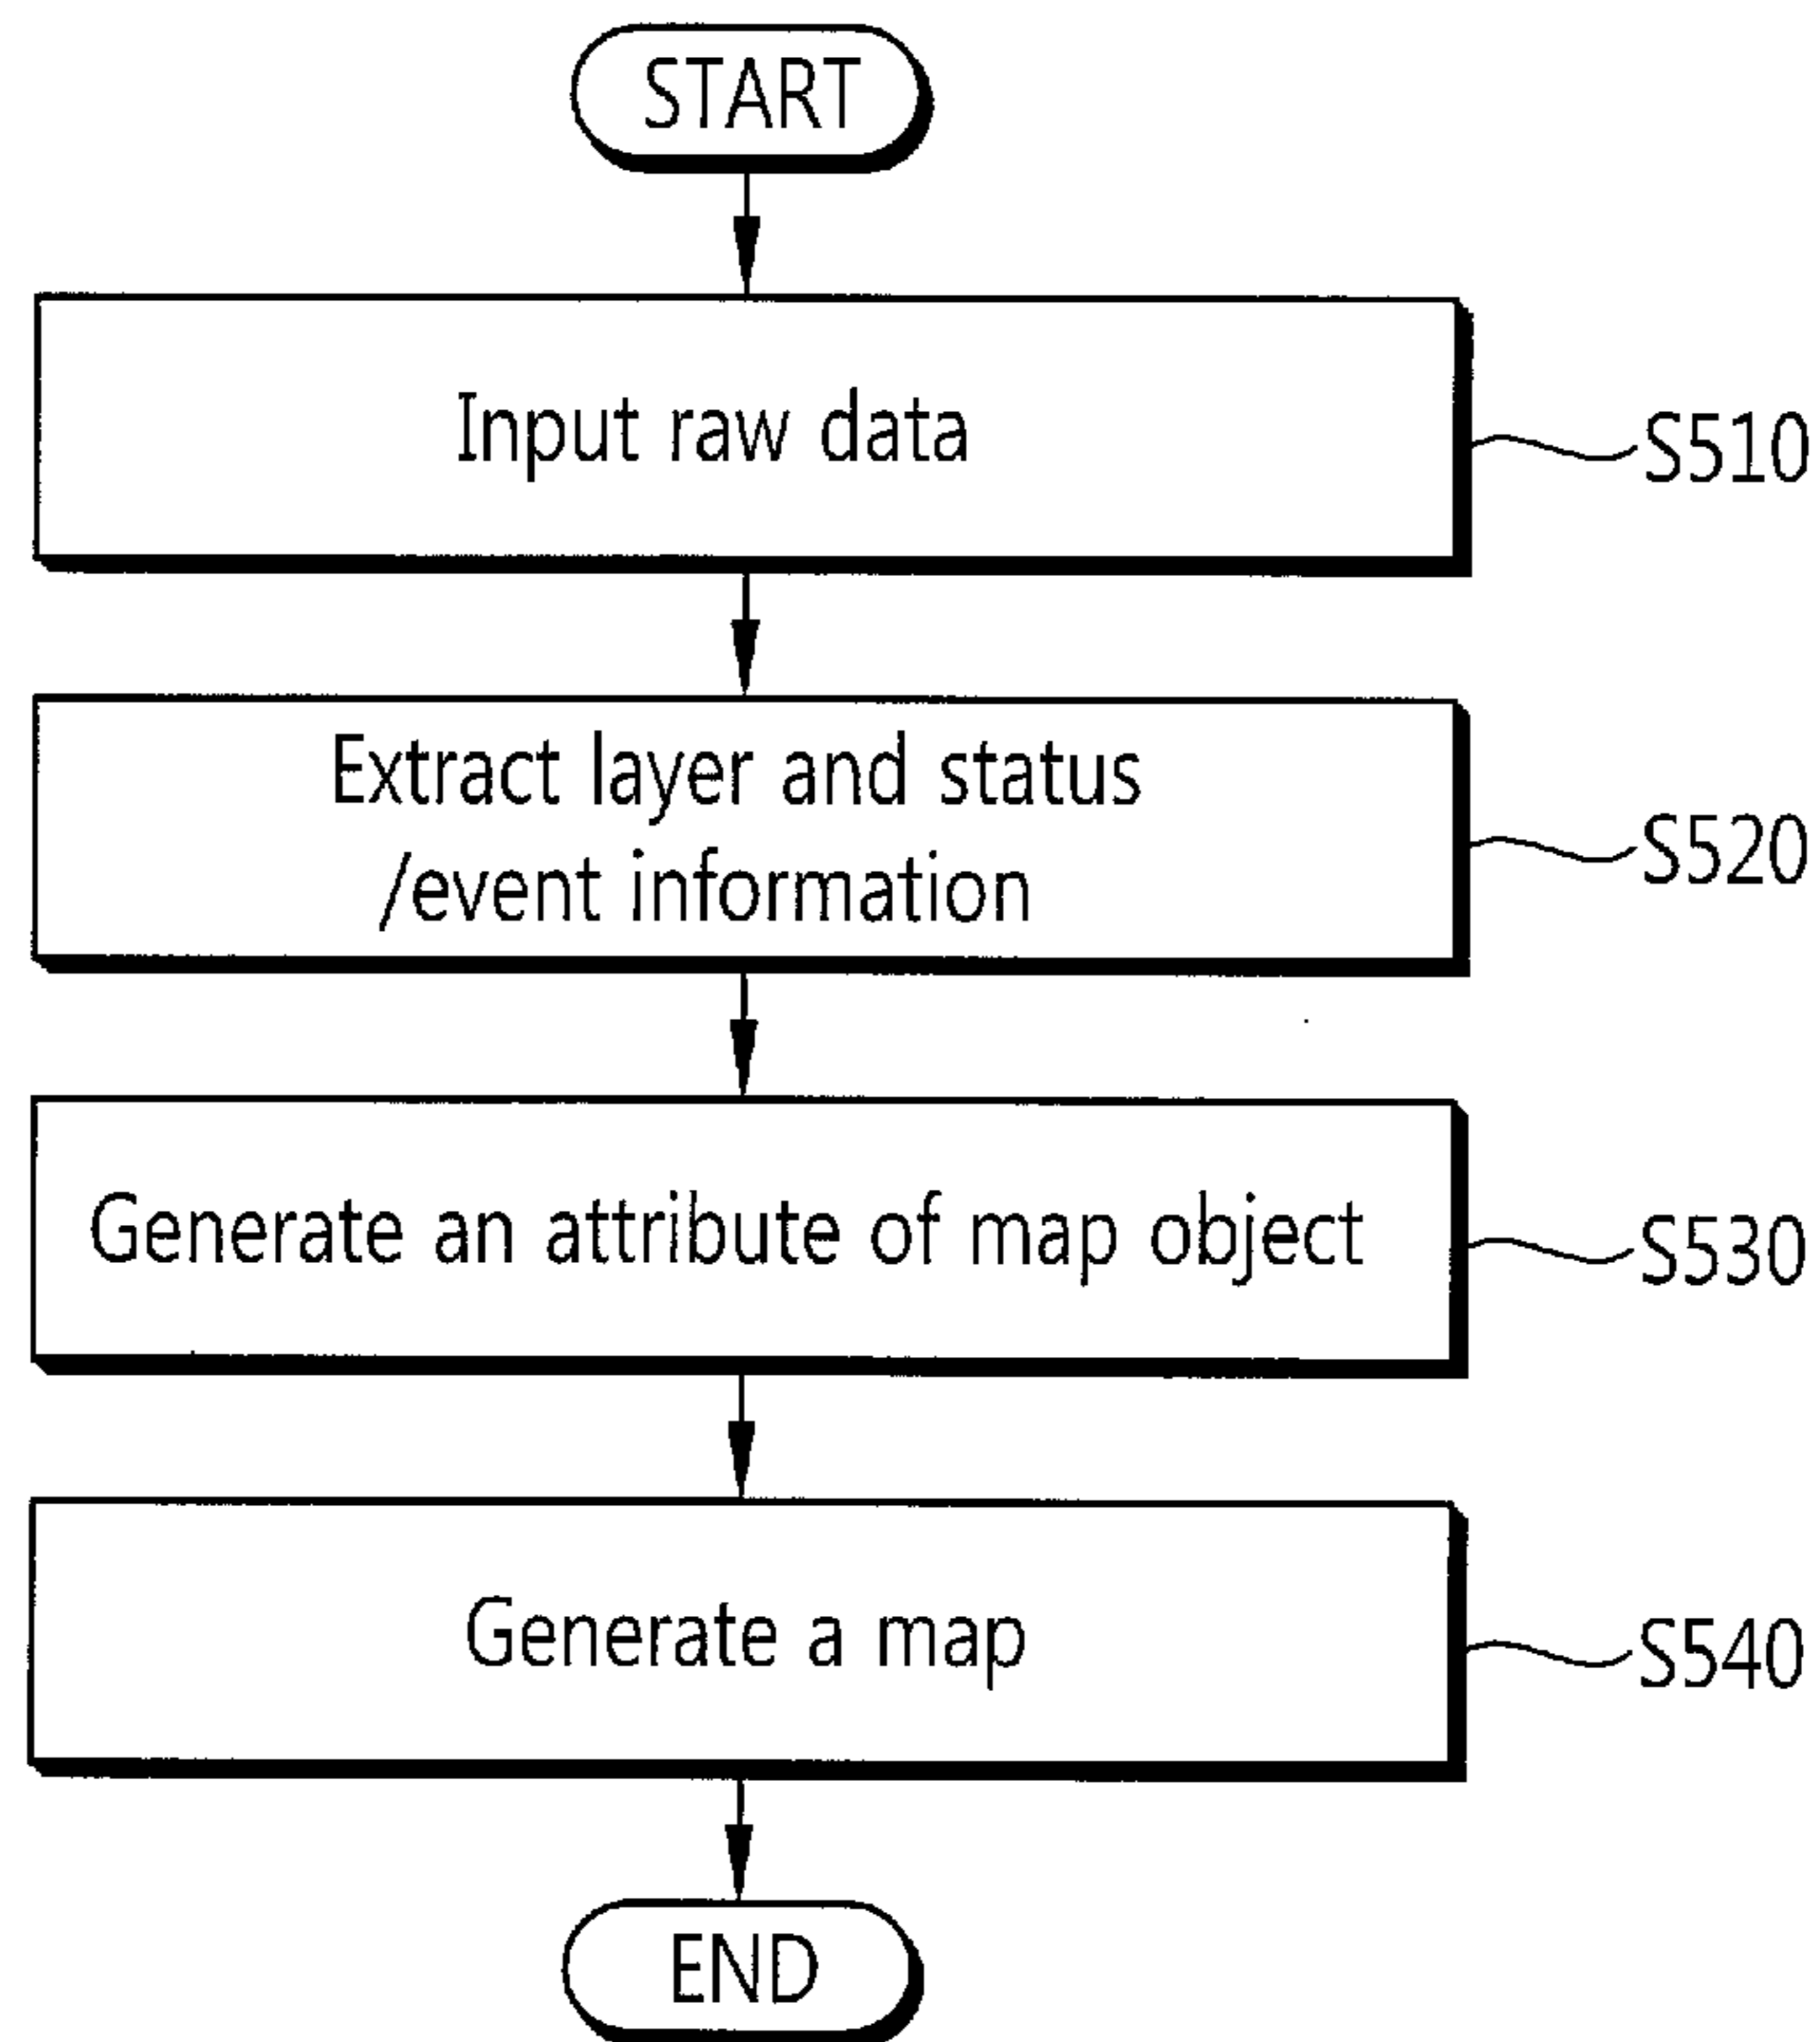 START
Input raw data
S510
Extract layer and status
/event information
S520
Generate an attribute of map object
S530
Generate a map
S540
END